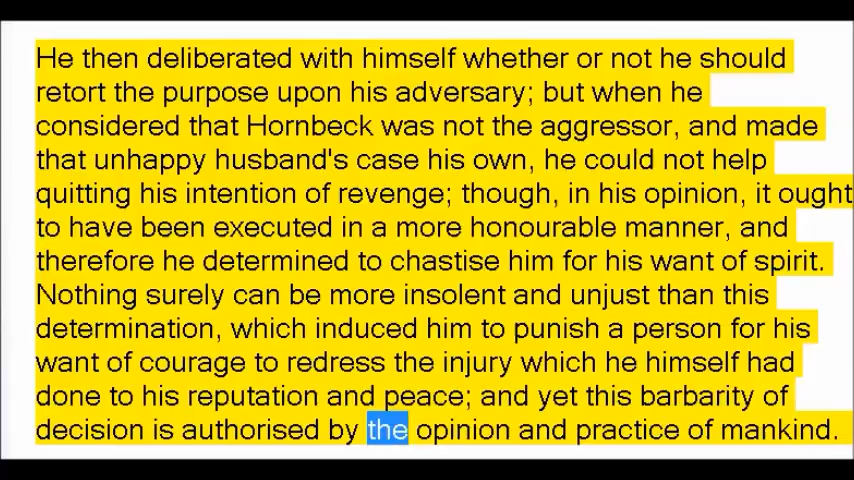 He then deliberated with himself whether or not he should
retort the purpose upon his adversary; but when he
considered that Hornbeck was not the aggressor, and made
that unhappy husband's case his own, he could not help
quitting his intention of revenge; though, in his opinion, it ought
to have been executed in a more honourable manner, and
therefore he determined to chastise him for his want of spirit.
Nothing surely can be more insolent and unjust than this
determination, which induced him to punish a person for his
want of courage to redress the injury which he himself had
done to his reputation and peace; and yet this barbarity of
decision is authorised by the opinion and practice of mankind.